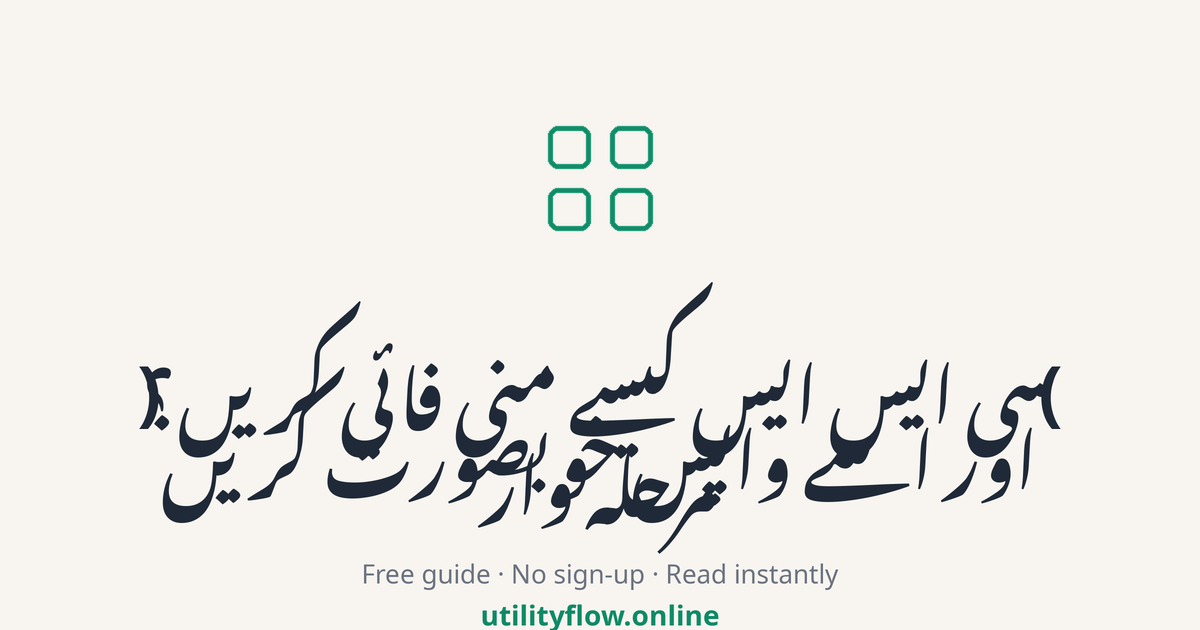 سی ایس ایس کیسے منی فائی کریں
اور اسے واپس خوبصورت کریں
مرحلہ وار
Free guide · No sign-up · Read instantly
utilityflow.online